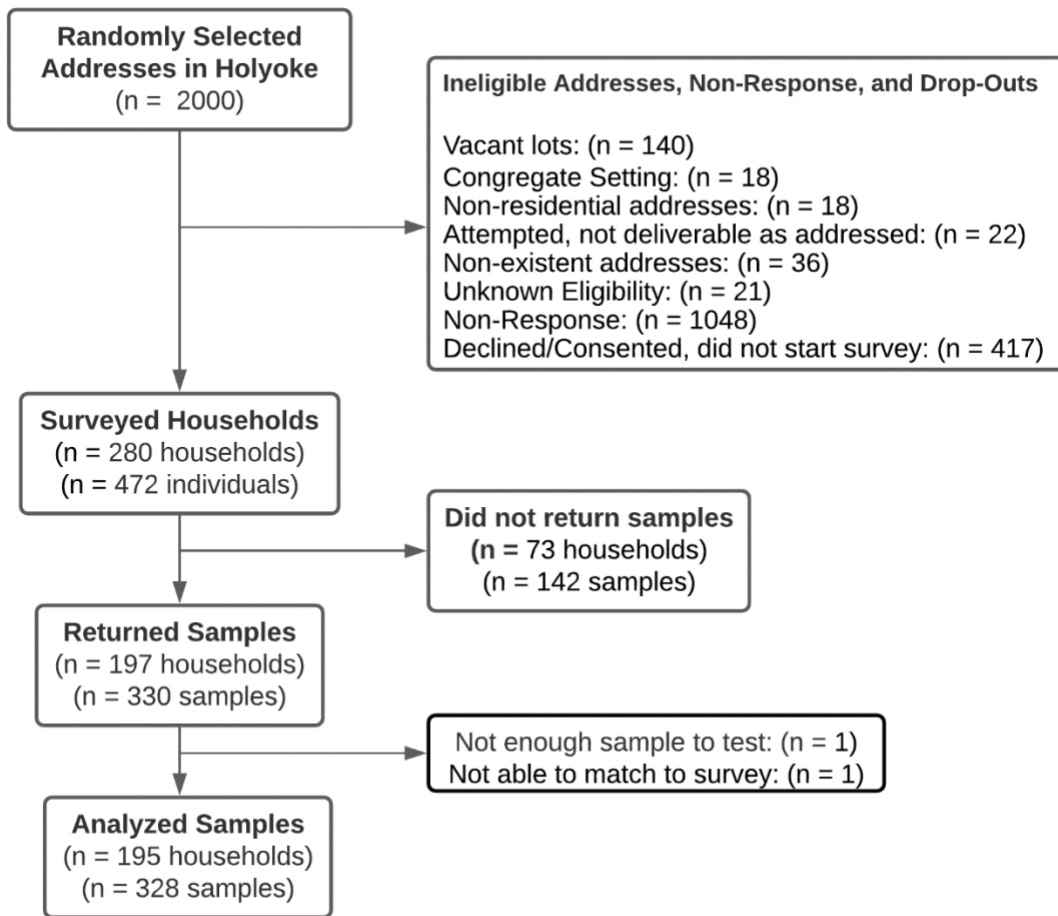 Randomly Selected
Addresses in Holyoke
(n = 2000)
Ineligible Addresses, Non-Response, and Drop-Outs
Vacant lots: (n = 140)
Congregate Setting: (n = 18)
Non-residential addresses: (n = 18)
Attempted, not deliverable as addressed: (n = 22)
Non-existent addresses: (n = 36)
Unknown Eligibility: (n = 21)
Non-Response: (n = 1048)
Declined/Consented, did not start survey: (n = 417)
Surveyed Households
(n = 280 households)
(n = 472 individuals)
Did not return samples
(n = 73 households)
(n = 142 samples)
Returned Samples
(n = 197 households)
(n = 330 samples)
Not enough sample to test: (n = 1)
Not able to match to survey: (n = 1)
Analyzed Samples
(n = 195 households)
(n = 328 samples)